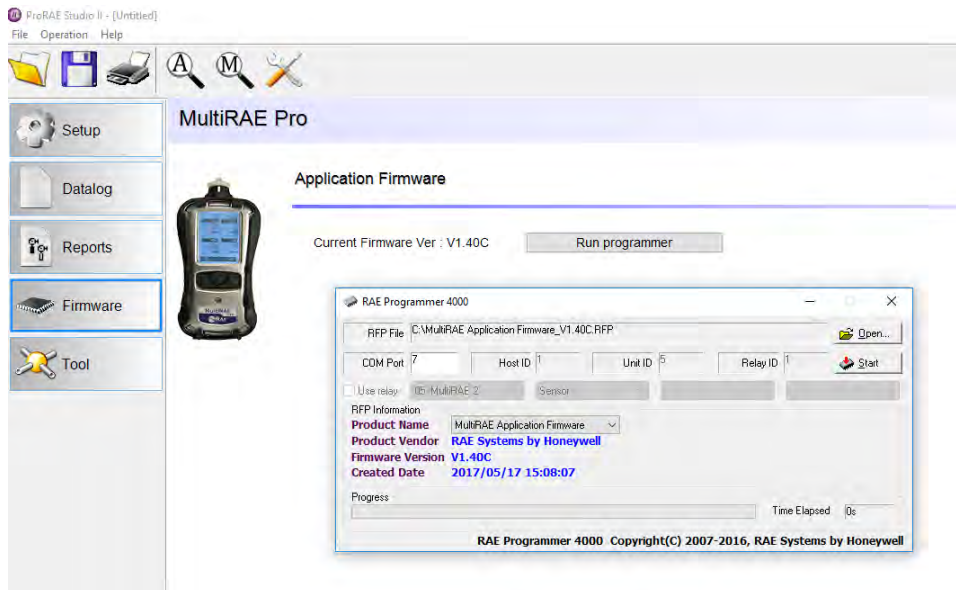 ProRAE Studio II - [Untitled]
File Operation Help
A M
Setup
MultiRAE Pro
Datalog
Application Firmware
Reports
Current Firmware Ver : V1.40C Run programmer
Firmware
RAE Programmer 4000
RFP File C:\MultiRAE Application Firmware_V1.40C.RFP Open...
COM Port 7 Host ID 1 Unit ID 5 Relay ID 1 Start
Tool
Use relay 05-MultiRAE 2 Sensor
RFP Information
Product Name MultiRAE Application Firmware
Product Vendor RAE Systems by Honeywell
Firmware Version V1.40C
Created Date 2017/05/17 15:08:07
Progress
Time Elapsed 0s
RAE Programmer 4000 Copyright(C) 2007-2016, RAE Systems by Honeywell